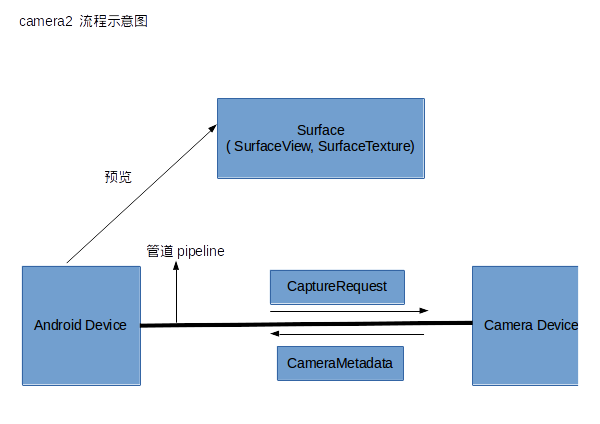 camera2 流程示意图
Surface
( SurfaceView, SurfaceTexture)
预览
管道 pipeline
CaptureRequest
Android Device
Camera Device
CameraMetadata